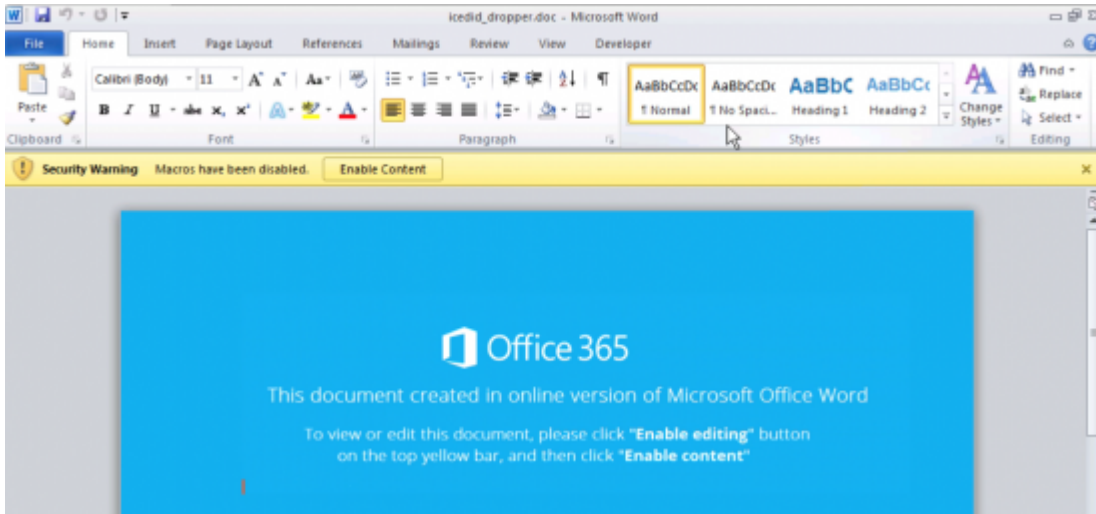 icedid_dropper.doc - Microsoft Word
File Home Insert Page Layout References Mailings Review View Developer
Paste
Calibri (Body) 11 A A Aa
B I U abc x, x² A A
AaBbCcDc AaBbCcDc AaBbC AaBbCc
¶ Normal ¶ No Spaci... Heading 1 Heading 2
Change
Styles
Find
Replace
Select
Clipboard Font Paragraph Styles Editing
Security Warning Macros have been disabled. Enable Content
Office 365
This document created in online version of Microsoft Office Word
To view or edit this document, please click "Enable editing" button
on the top yellow bar, and then click "Enable content"